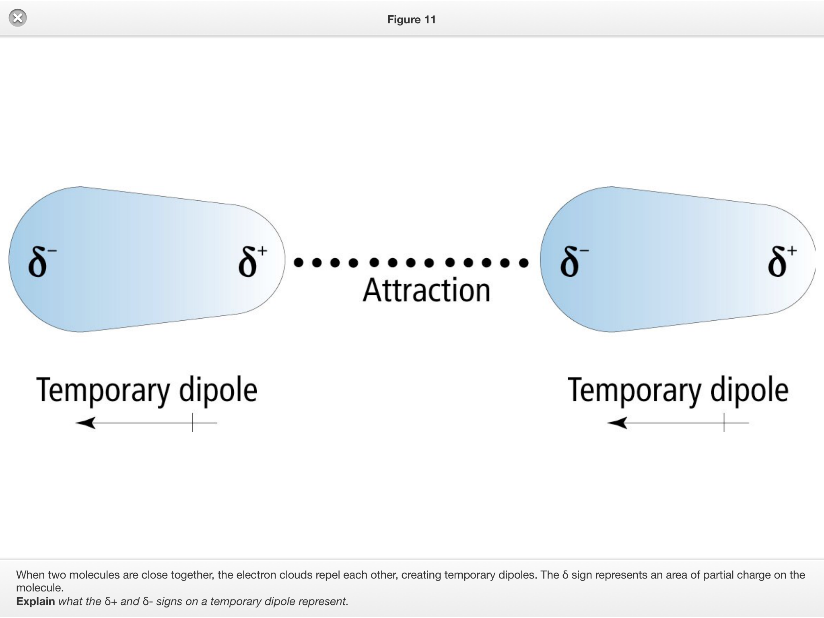 Figure 11
δ⁻ δ⁺ Attraction δ⁻ δ⁺
Temporary dipole Temporary dipole
When two molecules are close together, the electron clouds repel each other, creating temporary dipoles. The δ sign represents an area of partial charge on the
molecule.
Explain what the δ+ and δ- signs on a temporary dipole represent.